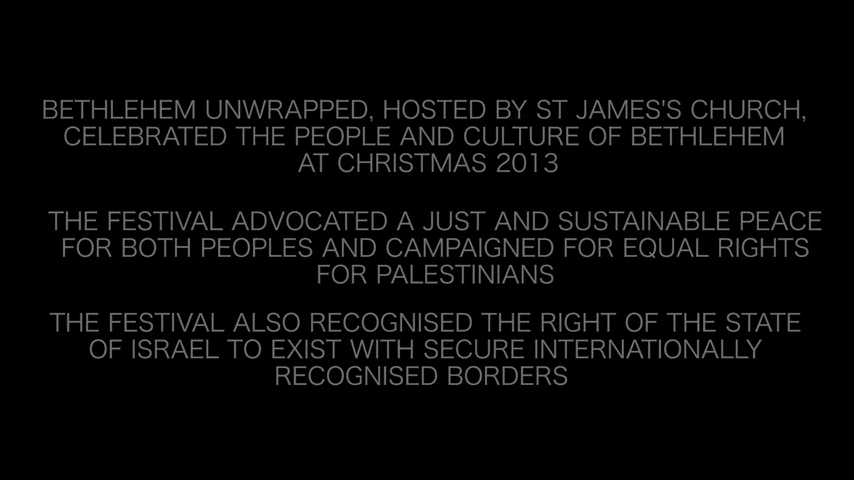 BETHLEHEM UNWRAPPED, HOSTED BY ST JAMES'S CHURCH,
CELEBRATED THE PEOPLE AND CULTURE OF BETHLEHEM
AT CHRISTMAS 2013
THE FESTIVAL ADVOCATED A JUST AND SUSTAINABLE PEACE
FOR BOTH PEOPLES AND CAMPAIGNED FOR EQUAL RIGHTS
FOR PALESTINIANS
THE FESTIVAL ALSO RECOGNISED THE RIGHT OF THE STATE
OF ISRAEL TO EXIST WITH SECURE INTERNATIONALLY
RECOGNISED BORDERS